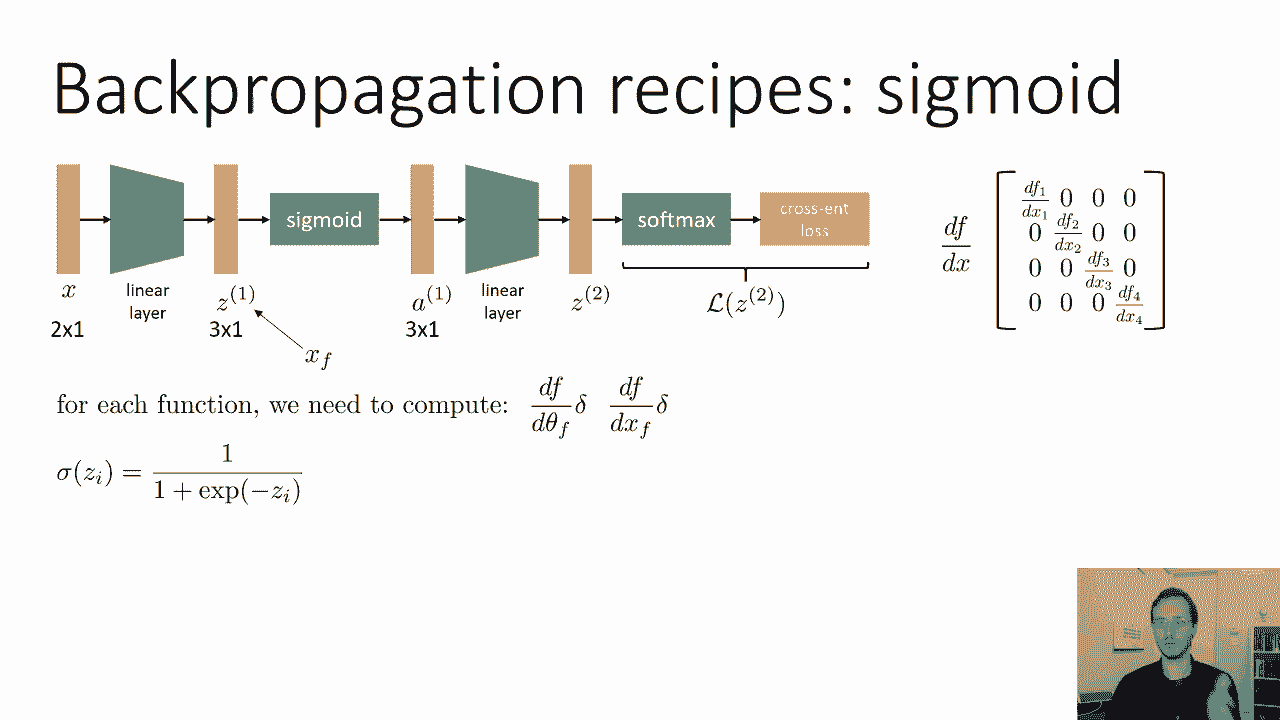 Backpropagation recipes: sigmoid
sigmoid
softmax
cross-ent
loss
x
linear
layer
z^{(1)}
a^{(1)}
linear
layer
z^{(2)}
\mathcal{L}(z^{(2)})
2x1
3x1
3x1
x_f
\frac{df}{dx} \begin{bmatrix} \frac{df_1}{dx_1} & 0 & 0 & 0 \\ 0 & \frac{df_2}{dx_2} & 0 & 0 \\ 0 & 0 & \frac{df_3}{dx_3} & 0 \\ 0 & 0 & 0 & \frac{df_4}{dx_4} \end{bmatrix}
for each function, we need to compute: \frac{df}{d\theta_f}\delta \frac{df}{dx_f}\delta
\sigma(z_i) = \frac{1}{1 + \exp(-z_i)}